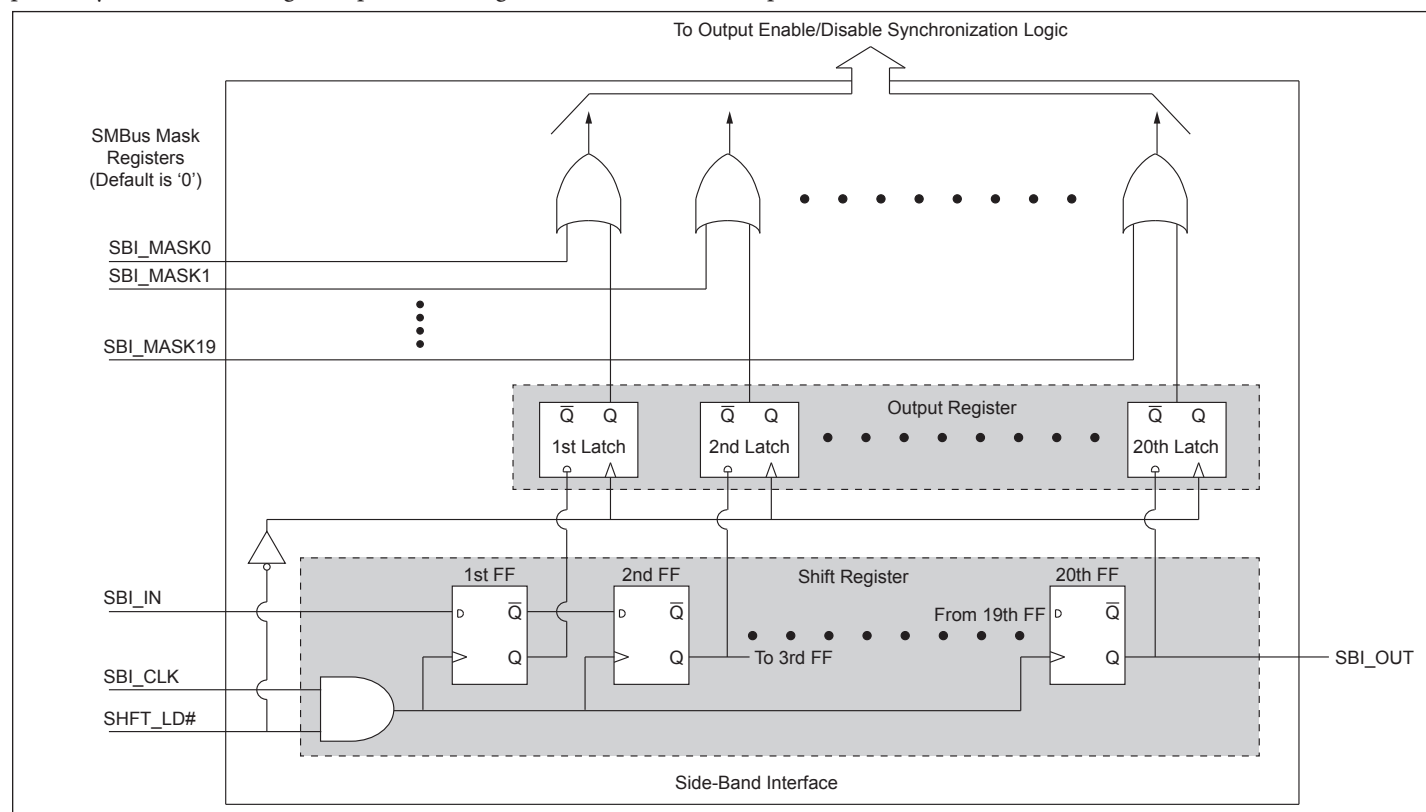 To Output Enable/Disable Synchronization Logic
SMBus Mask
Registers
(Default is ‘0’)
SBI_MASK0
SBI_MASK1
SBI_MASK19
Q Q
1st Latch
Q Q
2nd Latch
Output Register
Q Q
20th Latch
1st FF
2nd FF
Shift Register
20th FF
SBI_IN
D Q
D Q
From 19th FF
D Q
Q
Q
To 3rd FF
Q
SBI_OUT
SBI_CLK
SHFT_LD#
Side-Band Interface